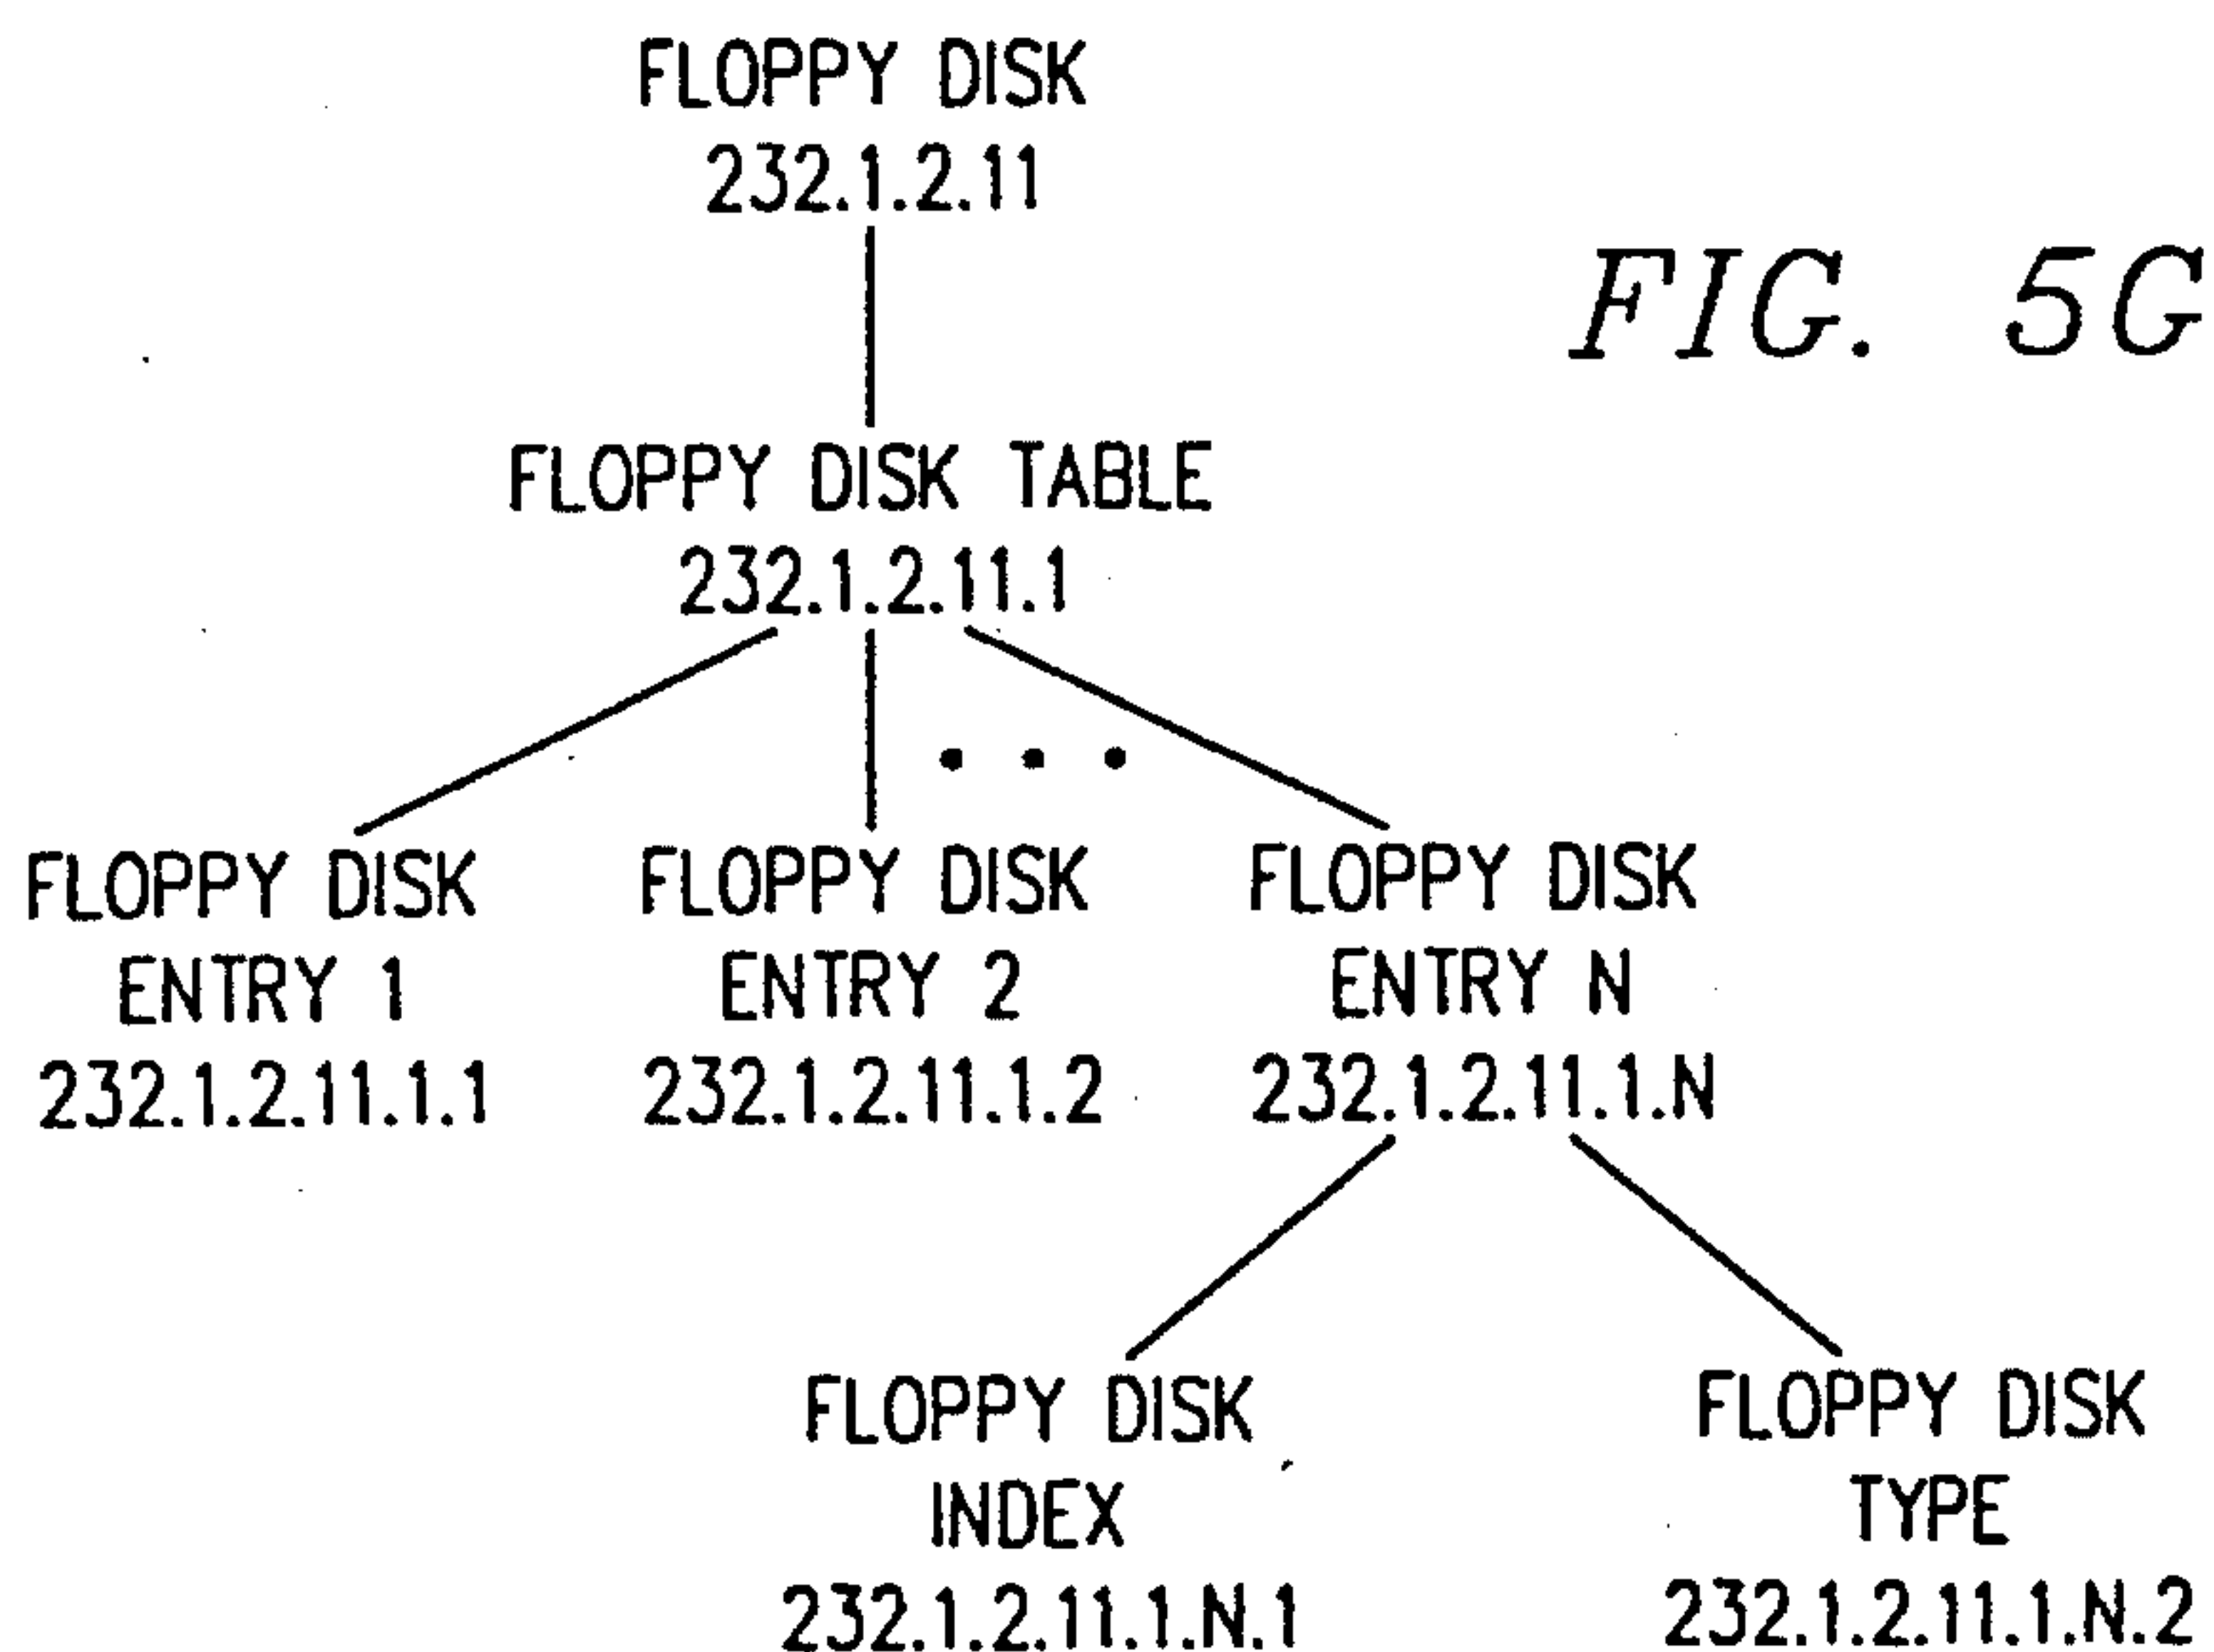 FLOPPY DISK
232.1.2.11
FIG. 5G
FLOPPY DISK TABLE
232.1.2.11.1
FLOPPY DISK
ENTRY 1
232.1.2.11.1.1
FLOPPY DISK
ENTRY 2
232.1.2.11.1.2
FLOPPY DISK
ENTRY N
232.1.2.11.1.N
FLOPPY DISK
INDEX
232.1.2.11.1.N.1
FLOPPY DISK
TYPE
232.1.2.11.1.N.2